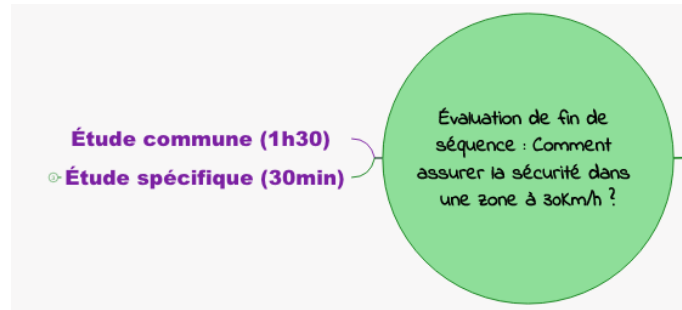 Étude commune (1h30)
Étude spécifique (30min)
Évaluation de fin de
séquence : Comment
assurer la sécurité dans
une zone à 30Km/h ?